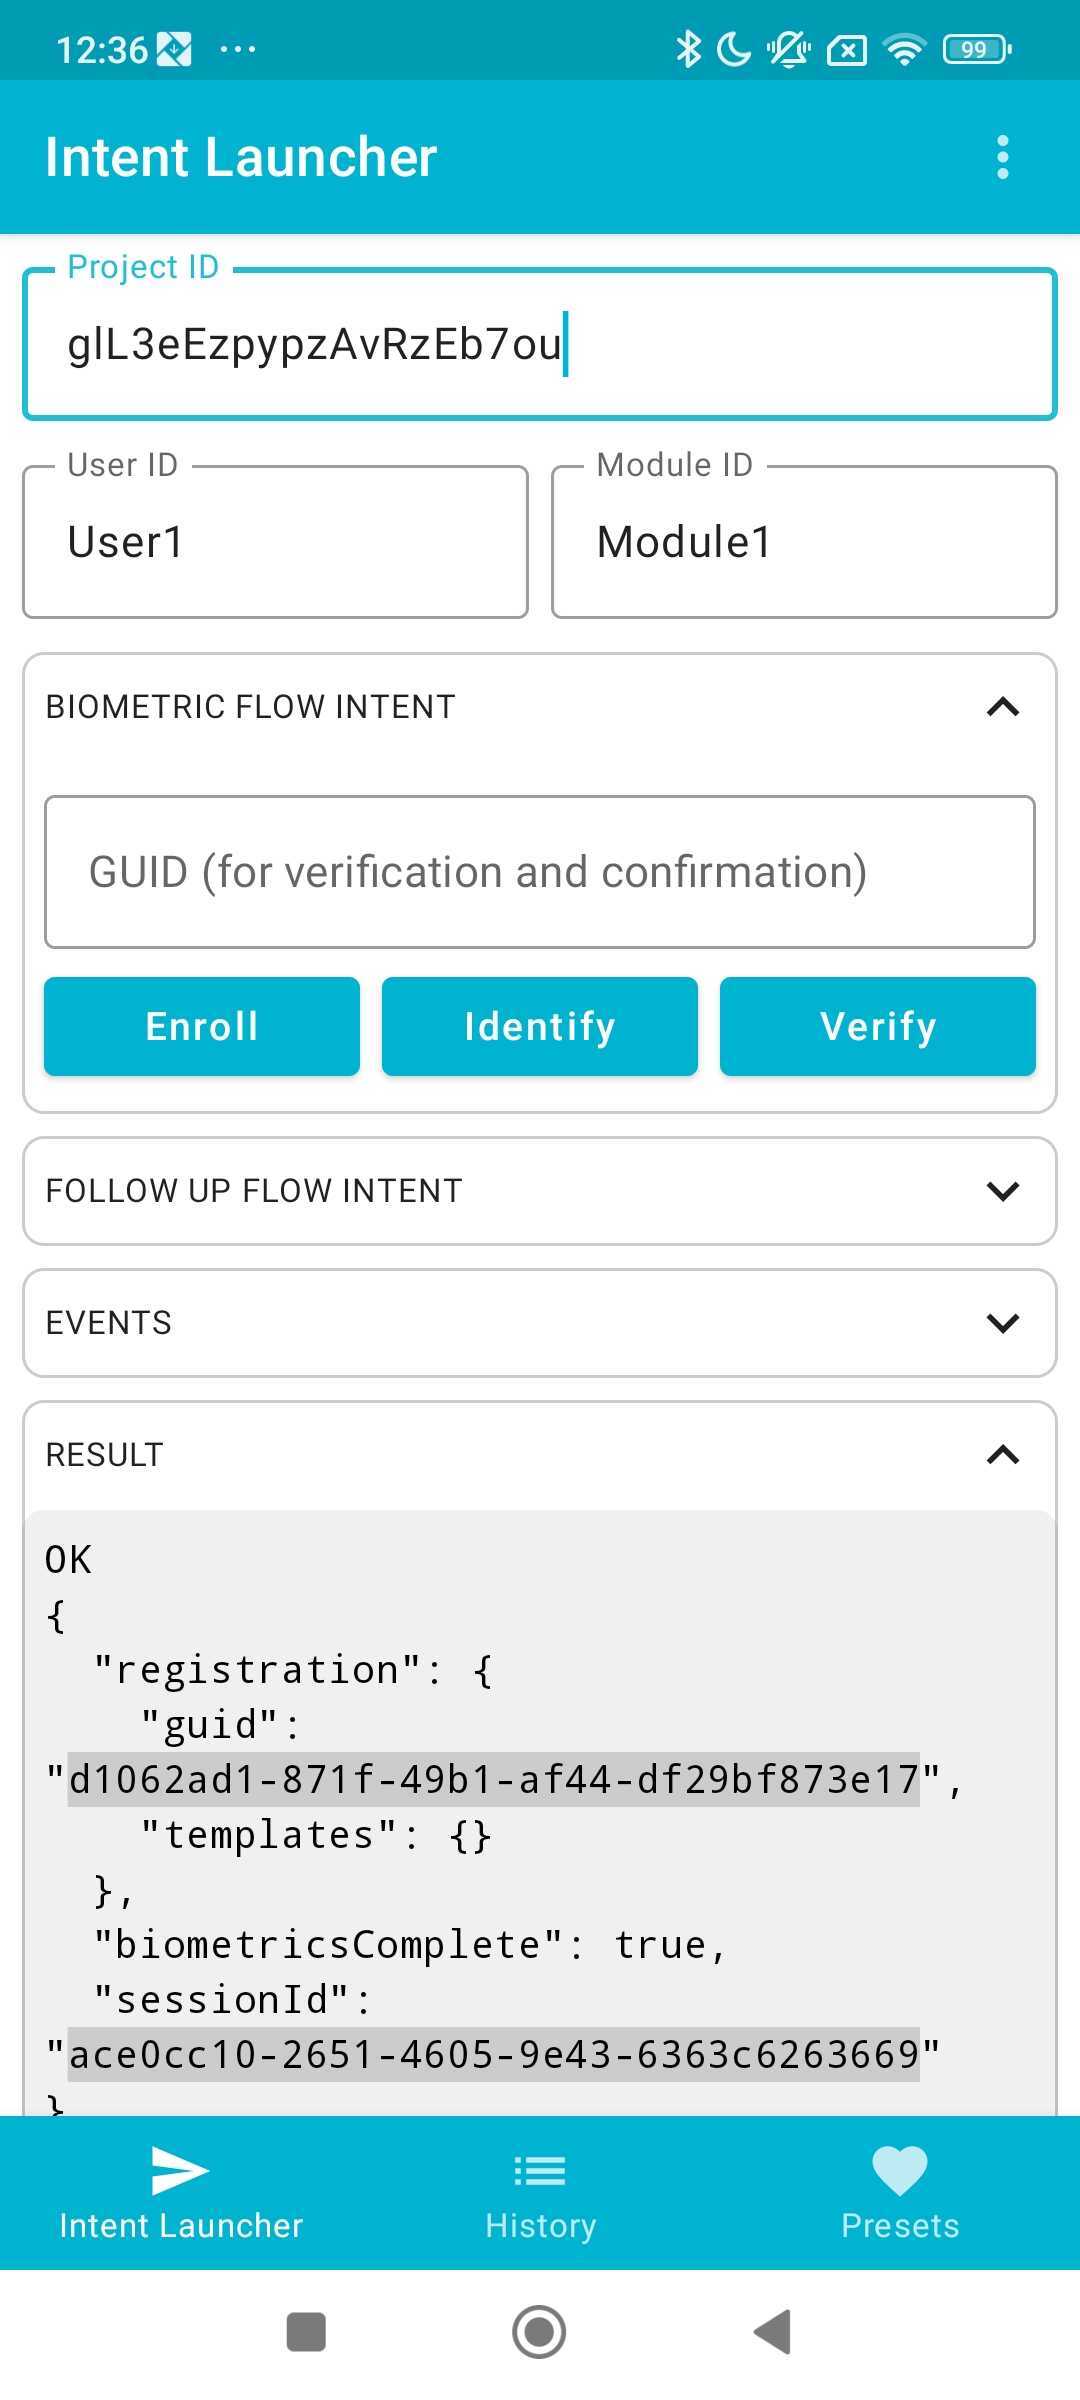 12:36
99
Intent Launcher
Project ID
glL3eEzpypzAvRzEb7ou
User ID
Module ID
User1
Module1
BIOMETRIC FLOW INTENT
GUID (for verification and confirmation)
Enroll
Identify
Verify
FOLLOW UP FLOW INTENT
EVENTS
RESULT
OK
{
"registration": {
"guid":
"d1062ad1-871f-49b1-af44-df29bf873e17",
"templates": {}
},
"biometricsComplete": true,
"sessionId":
"ace0cc10-2651-4605-9e43-6363c6263669"
}
Intent Launcher
History
Presets